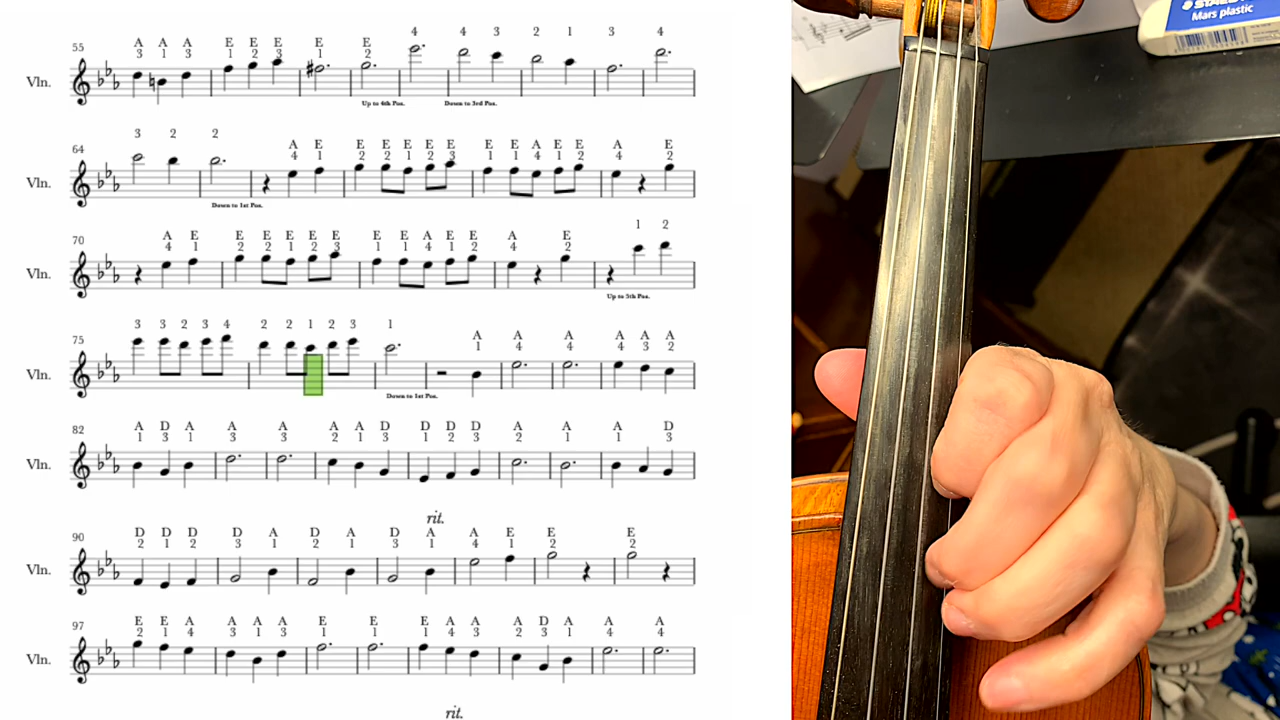 4 4 3 2 1 3 4
A A A E E E E E
55 3 1 3 1 2 3 1 2
Vln.
Up to 4th Pos. Down to 3rd Pos.
3 2 2
A E E E E E E E E A E E A E
64 4 1 2 2 1 2 3 1 1 4 1 2 4 2
Vln.
Down to 1st Pos.
1 2
A E E E E E E E E A E E A E
70 4 1 2 2 1 2 3 1 1 4 1 2 4 2
Vln.
Up to 5th Pos.
3 3 2 3 4 2 2 1 2 3 1
A A A A A A
75 1 4 4 4 3 2
Vln.
Down to 1st Pos.
A D A A A A A D D D D A A A D
82 1 3 1 3 3 2 1 3 1 2 3 2 1 1 3
Vln.
rit.
D D D D A D A D A A E E E
90 2 1 2 3 1 2 1 3 1 4 1 2 2
Vln.
E E A A A A E E E A A A D A A A
97 2 1 4 3 1 3 1 1 1 4 3 2 3 1 4 4
Vln.
rit.
Mars plastic